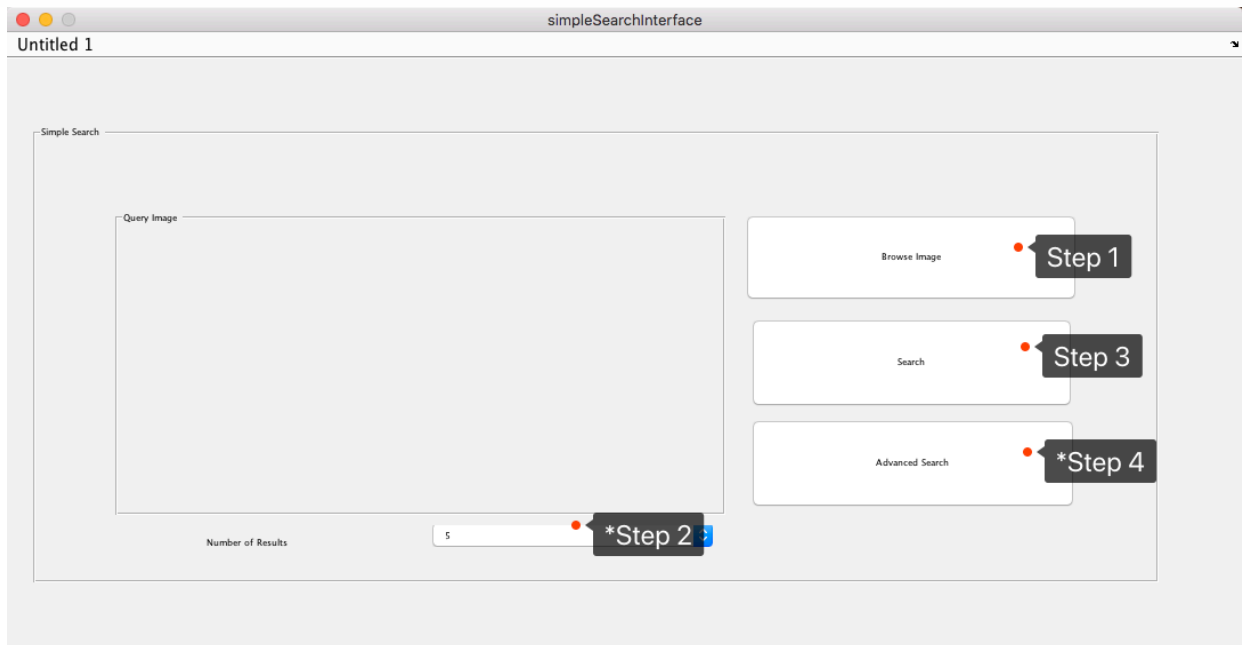 simpleSearchInterface
Untitled 1
Simple Search
Query Image
Browse Image
Step 1
Search
Step 3
Advanced Search
*Step 4
Number of Results
5
*Step 2